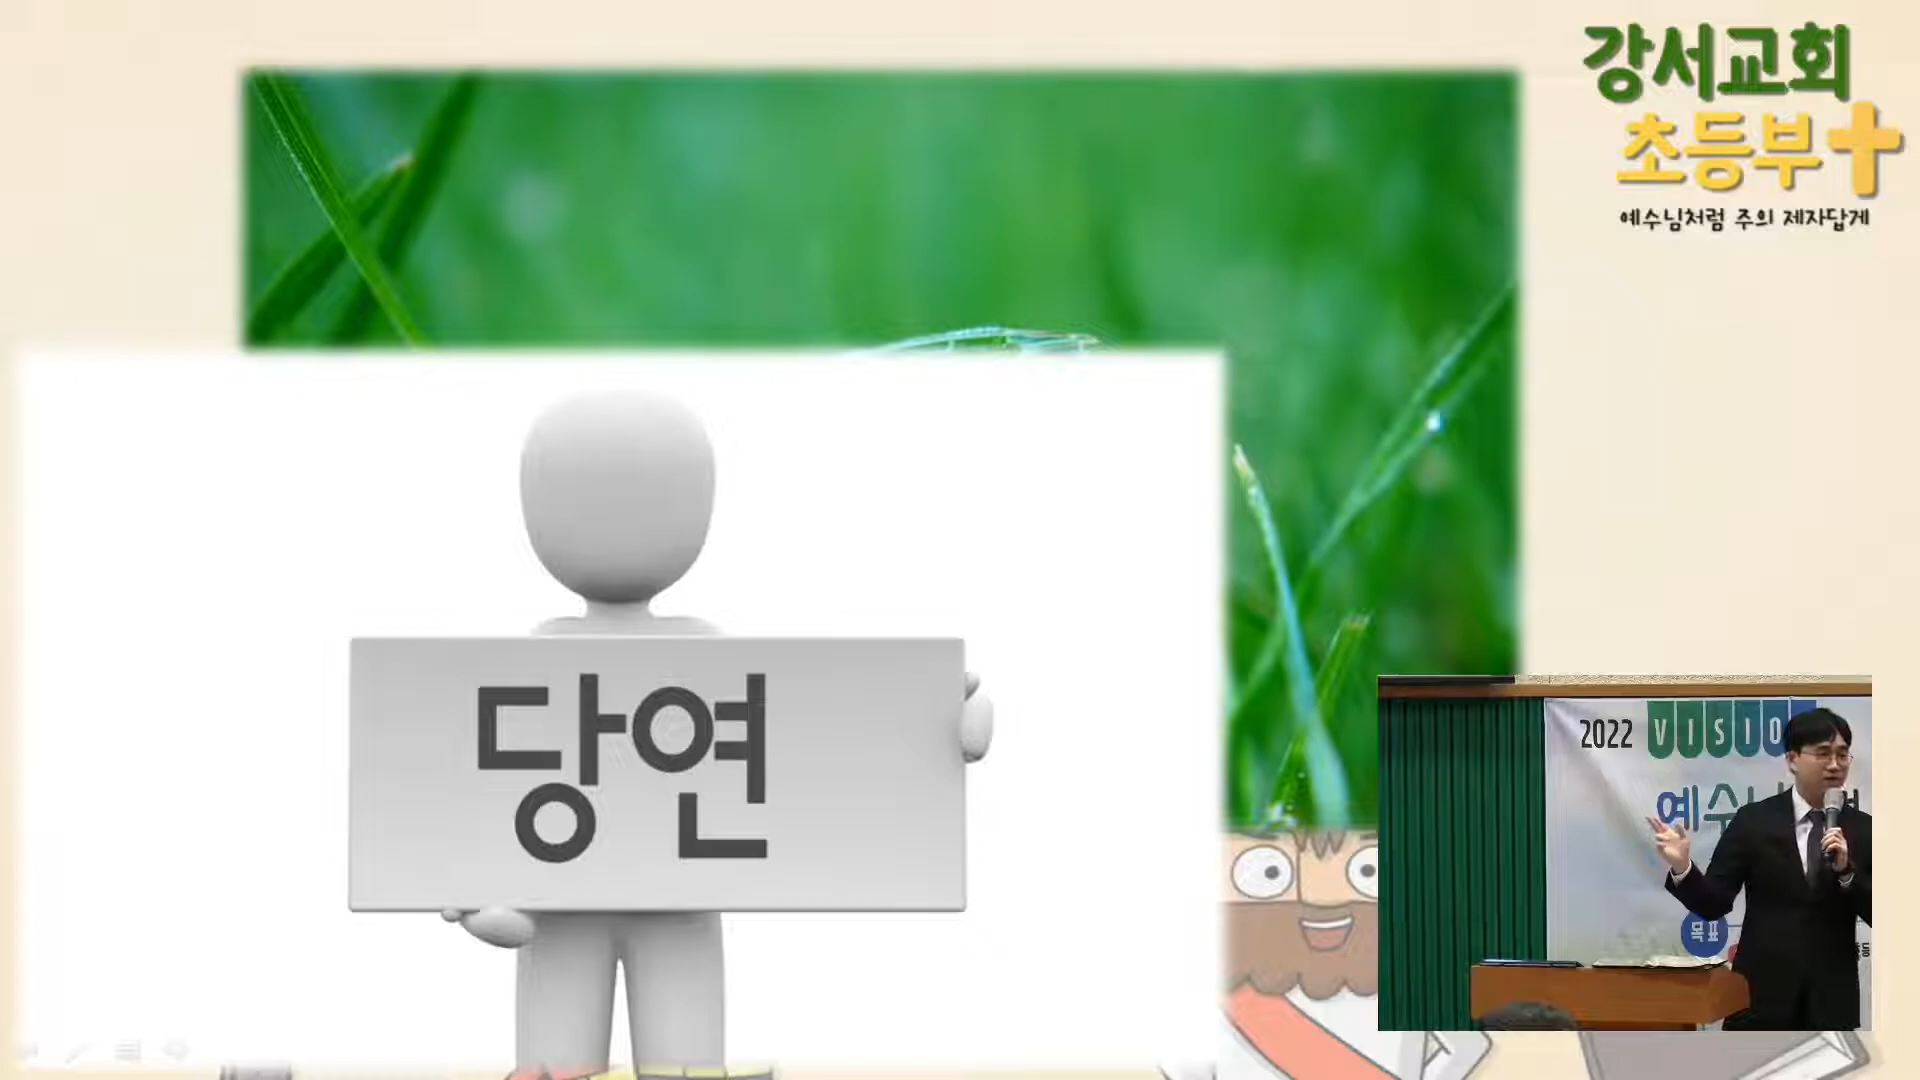 강서교회
초등부
예수님처럼 주의 제자답게
당연
2022 VISIO
예수
목표